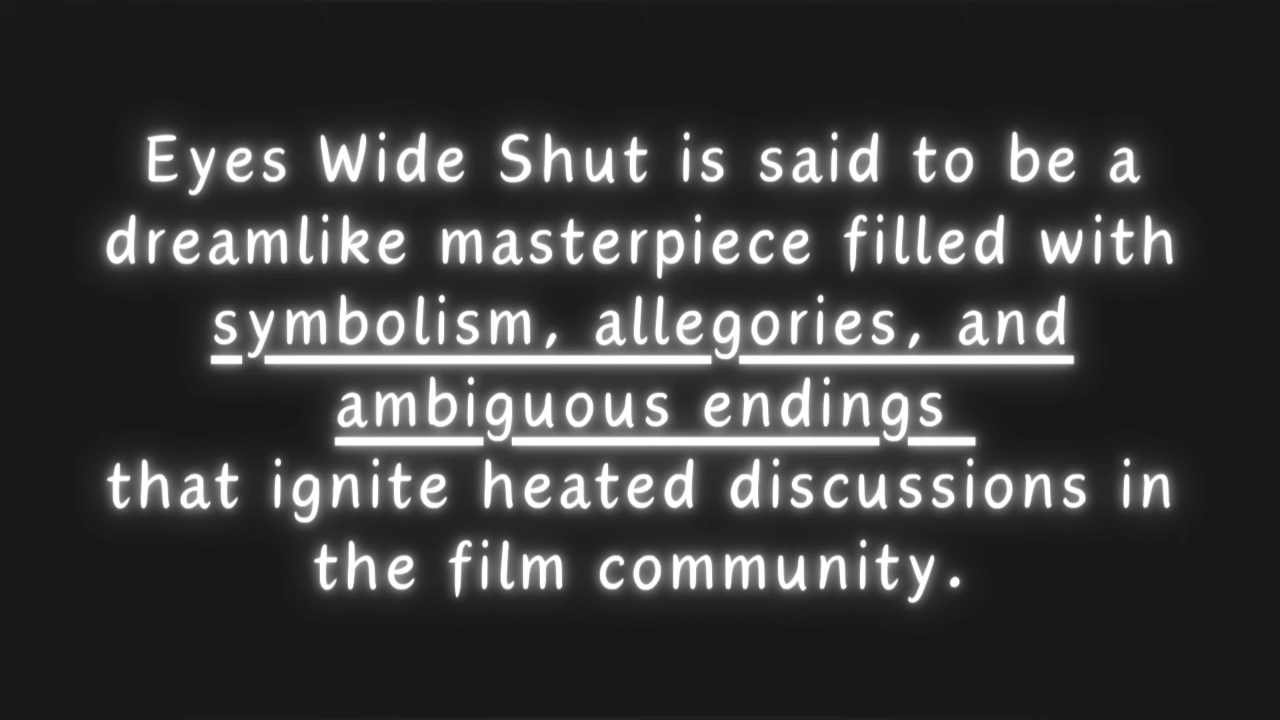 Eyes Wide Shut is said to be a
dreamlike masterpiece filled with
symbolism, allegories, and
ambiguous endings
that ignite heated discussions in
the film community.